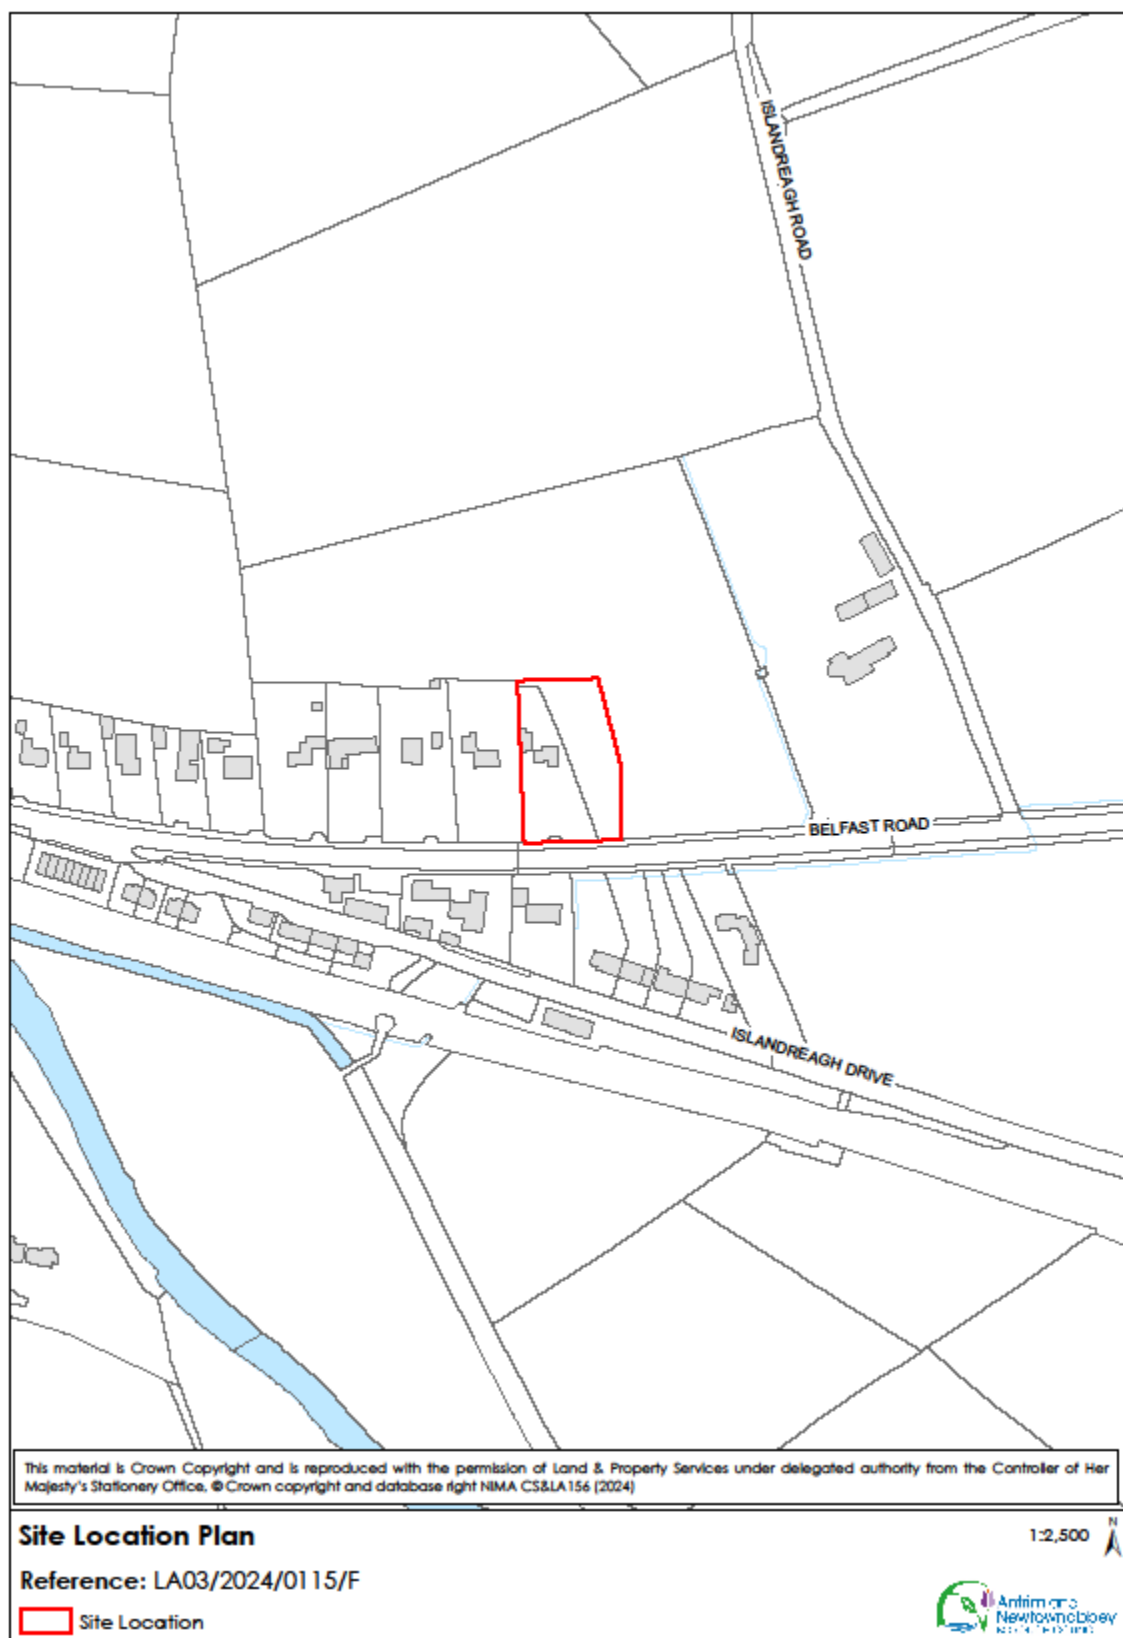 ISLANDREAGH ROAD
BELFAST ROAD
ISLANDREAGH DRIVE
This material is Crown Copyright and is reproduced with the permission of Land & Property Services under delegated authority from the Controller of Her
Majesty's Stationery Office, © Crown copyright and database right NIMA CS&LA156 (2024)
Site Location Plan
1:2,500
N
Reference: LA03/2024/0115/F
Site Location
Antrim and
Newtownabbey